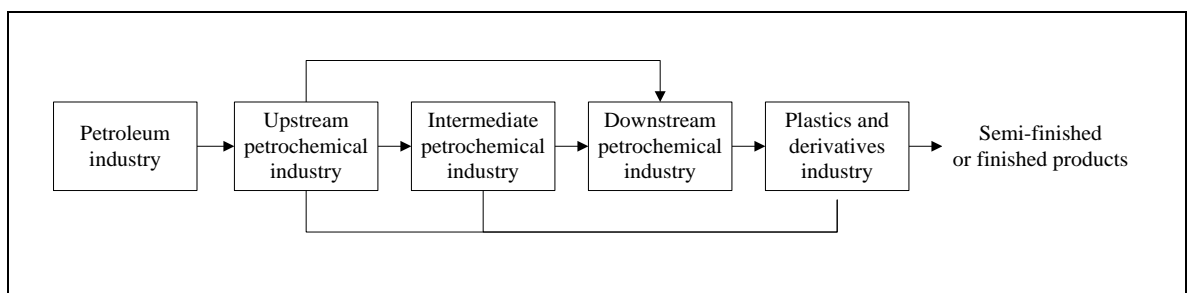 Petroleum
industry
Upstream
petrochemical
industry
Intermediate
petrochemical
industry
Downstream
petrochemical
industry
Plastics and
derivatives
industry
Semi-finished
or finished products